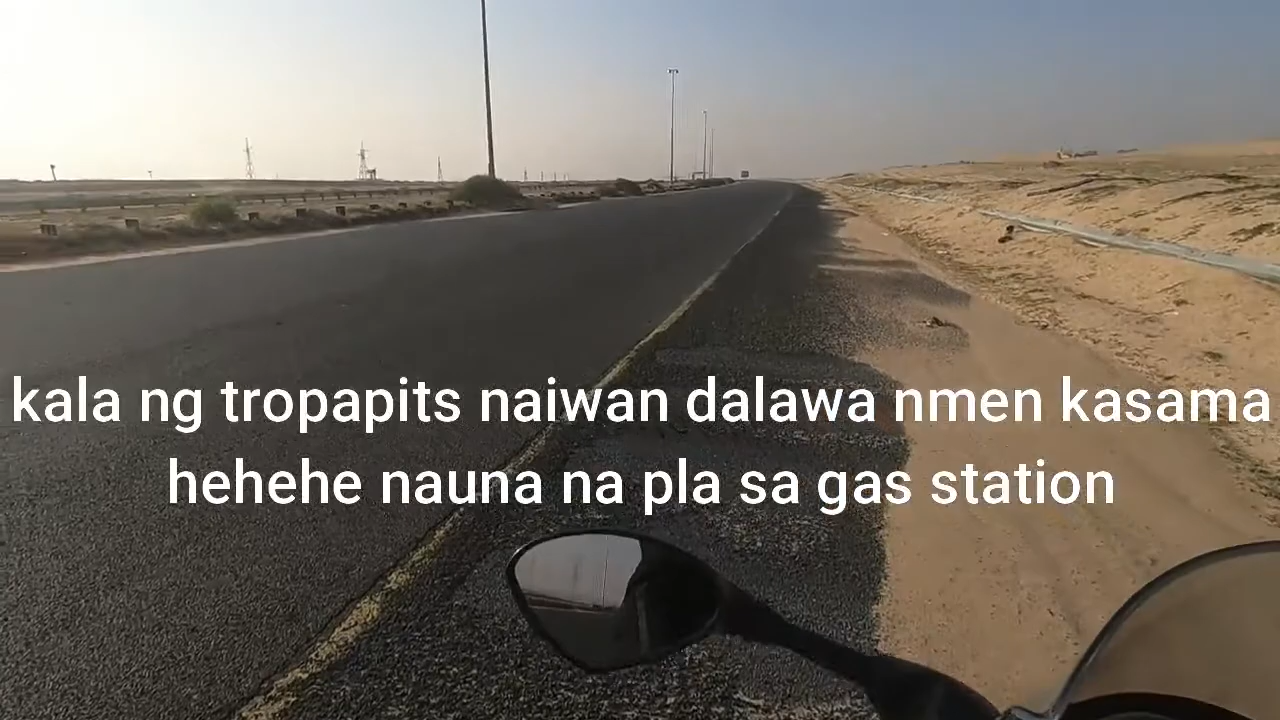 kala ng tropapits naiwan dalawa nmen kasama
hehehe nauna na pla sa gas station